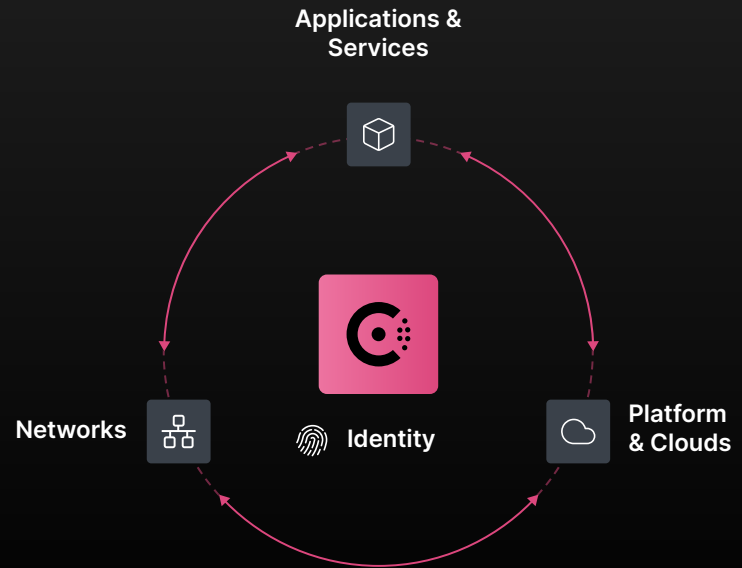 Applications &
Services
Networks
Identity
Platform
& Clouds